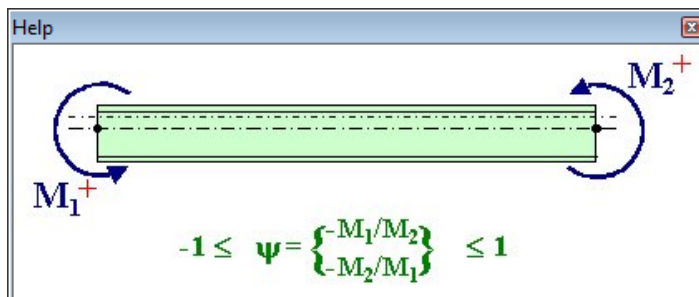 Help
M₂⁺
M₁⁺
-1 ≤ ψ = { -M₁/M₂ } ≤ 1
{ -M₂/M₁ }